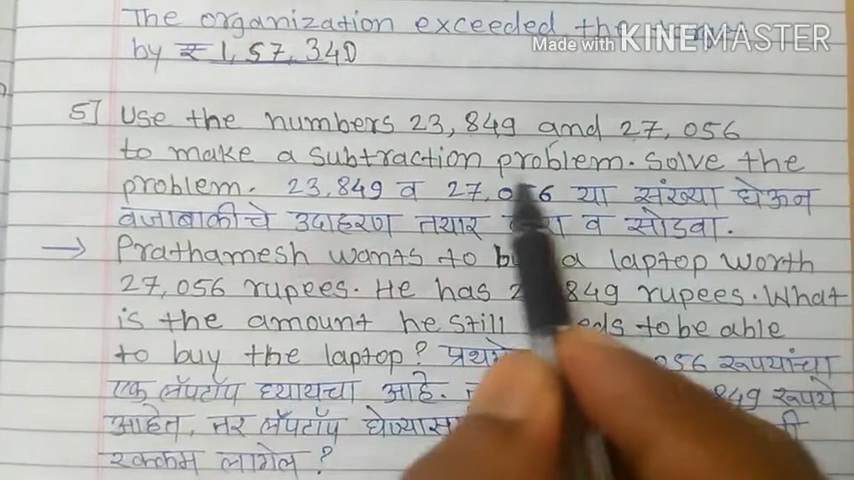 The organization exceeded the
by ₹ 1,57,340
Made with KINEMASTER
5] Use the numbers 23,849 and 27,056
to make a subtraction problem. Solve the
problem. 23,849 व 27,056 या संख्या घेऊन
वजाबाकीचे उदाहरण तयार व सोडवा.
→ Prathamesh wants to a laptop worth
27,056 rupees. He has 849 rupees. What
is the amount he still to be able
to buy the laptop? 056 रूपयांचा
एक लॅपटॉप घ्यायचा आहे. 849 रूपये
आहेत, तर लॅपटॉप
रक्कम लागेल?